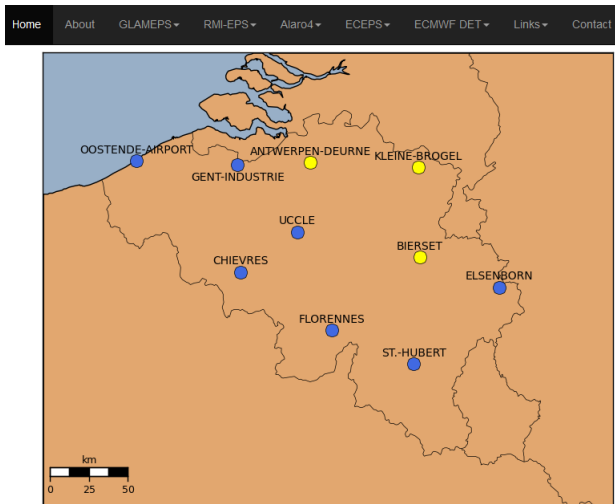 Home About GLAMEPS RMI-EPS Alaro4 ECEPS ECMWF DET Links Contact
OOSTENDE-AIRPORT
ANTWERPEN-DEURNE
KLEINE-BROGEL
GENT-INDUSTRIE
UCCLE
BIERSET
CHIEVRES
ELSENBORN
FLORENNES
ST.-HUBERT
km
0 25 50